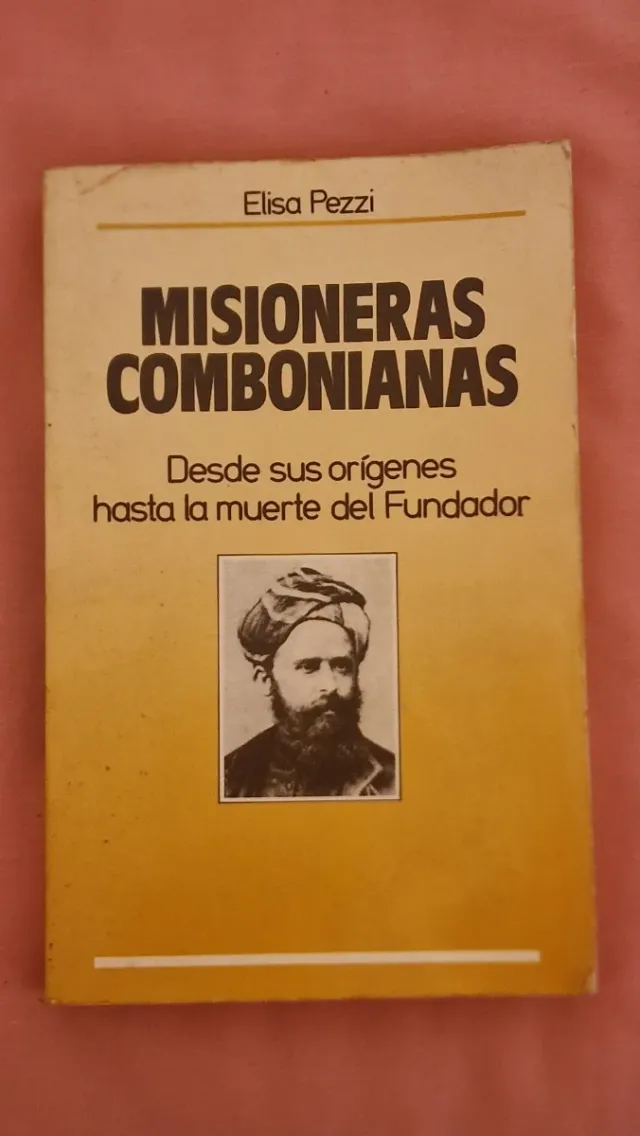 Elisa Pezzi
MISIONERAS
COMBONIANAS
Desde sus orígenes
hasta la muerte del Fundador